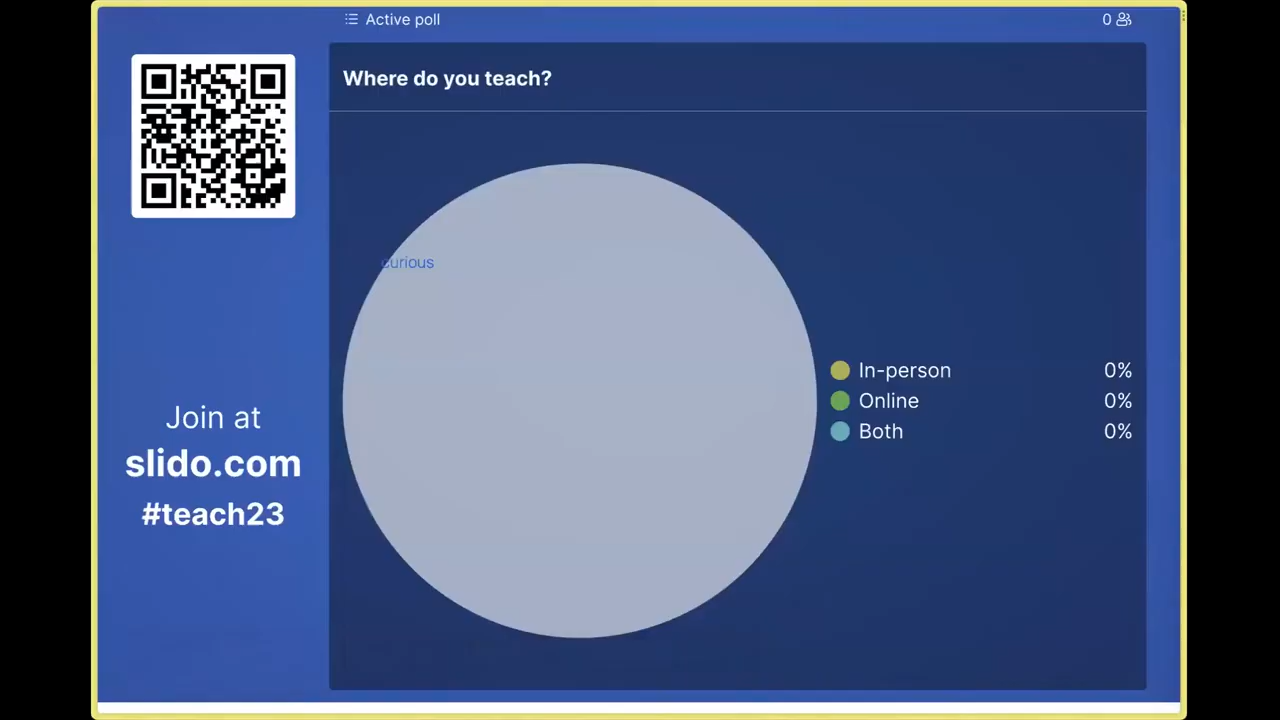 Active poll
0
Where do you teach?
curious
In-person 0%
Online 0%
Both 0%
Join at
slido.com
#teach23